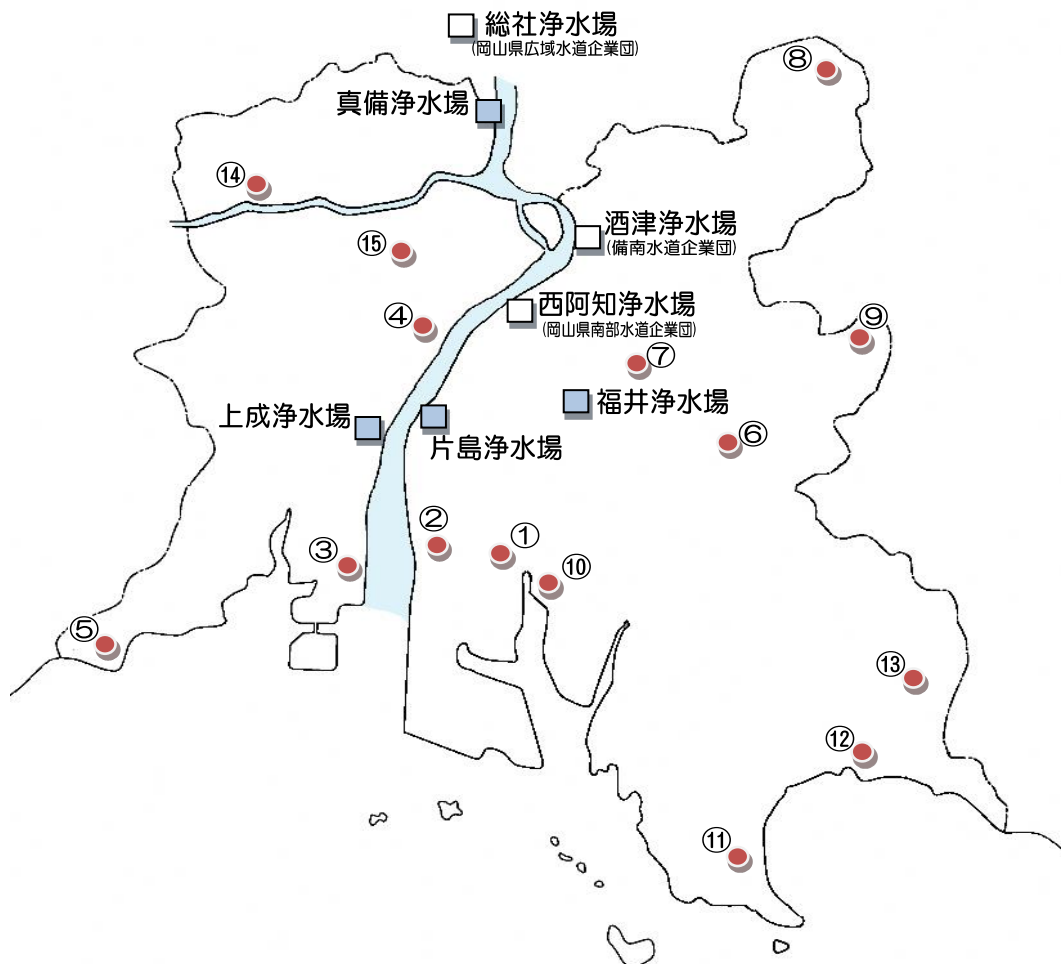 総社浄水場
(岡山県広域水道企業団)
⑧
真備浄水場
⑭
酒津浄水場
(備南水道企業団)
⑮
西阿知浄水場
(岡山県南部水道企業団)
④
⑨
⑦
福井浄水場
上成浄水場
片島浄水場
⑥
②
①
③
⑩
⑤
⑬
⑫
⑪